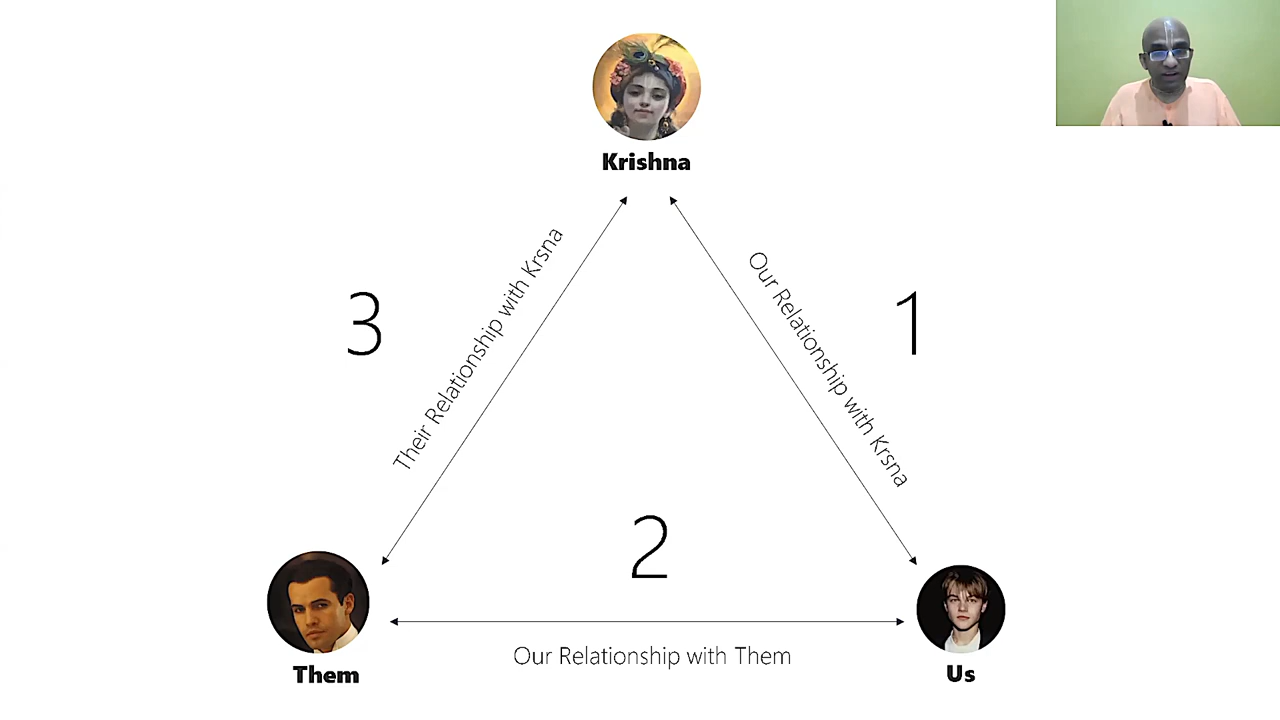 Krishna
Their Relationship with Krsna
Our Relationship with Krsna
3
1
2
Our Relationship with Them
Them
Us